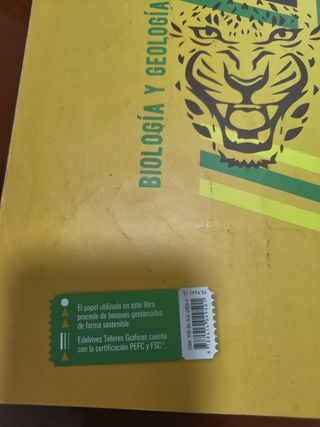 BIOLOGÍA Y GEOLOGÍA
El papel utilizado en este libro
procede de bosques gestionados
de forma sostenible.
Edelvives Talleres Gráficos cuenta
con la certificación PEFC y FSC®.